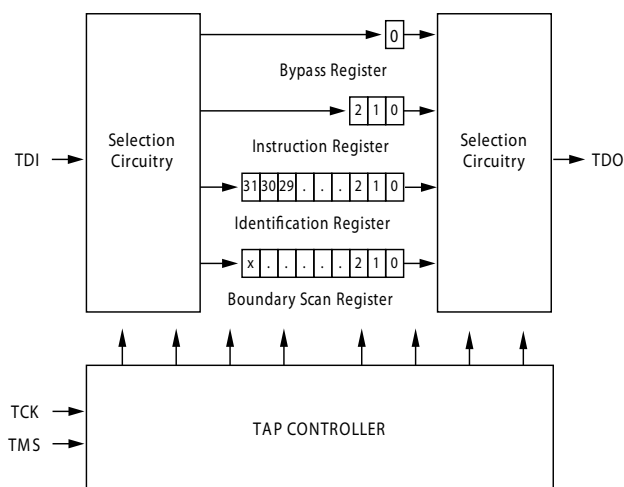 0
Bypass Register
2 1 0
Selection
Circuitry
Selection
Circuitry
TDI
TDO
Instruction Register
31 30 29 . . . 2 1 0
Identification Register
x . . . . . 2 1 0
Boundary Scan Register
TCK
TMS
TAP CONTROLLER